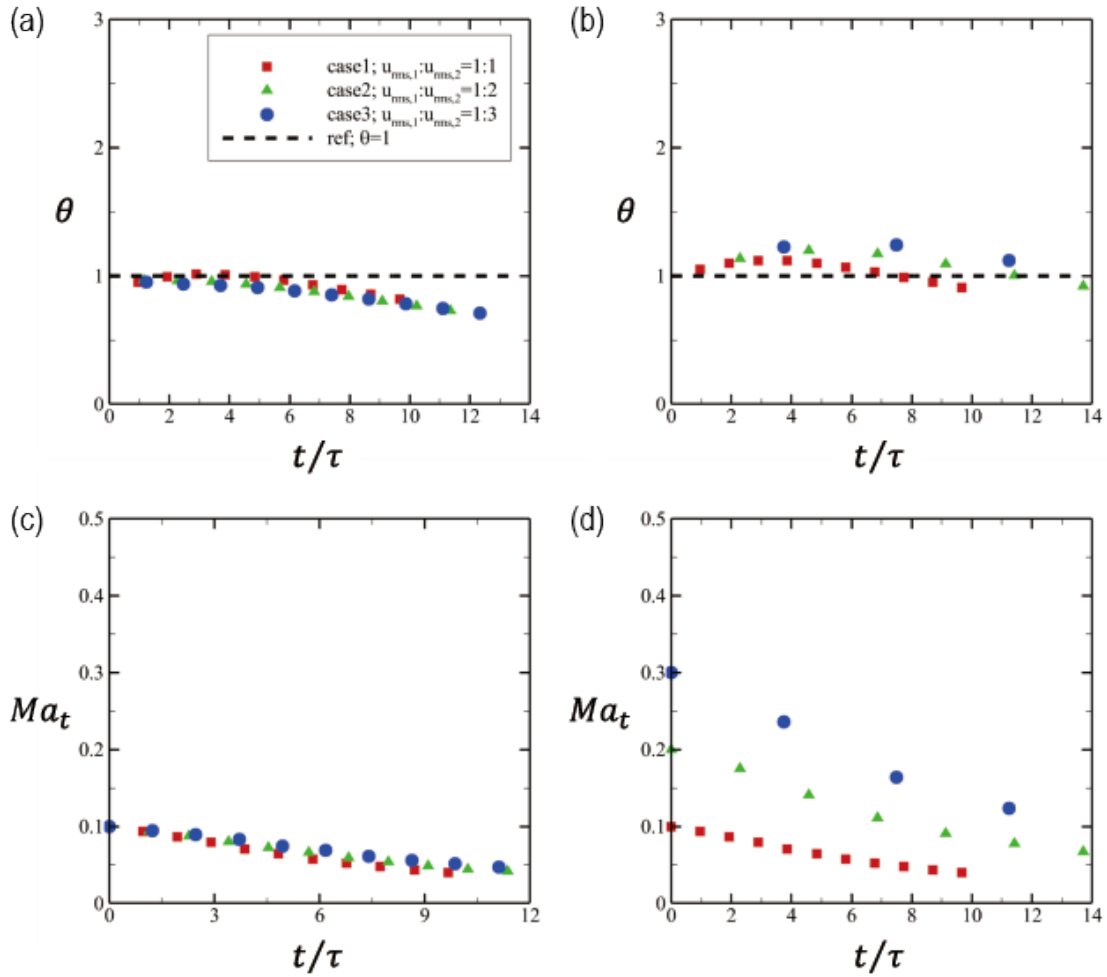 (a)
3
2
θ
1
0
0 2 4 6 8 10 12 14
t/τ
case1; u_rms,1:u_rms,2=1:1
case2; u_rms,1:u_rms,2=1:2
case3; u_rms,1:u_rms,2=1:3
ref; θ=1
(b)
3
2
θ
1
0
0 2 4 6 8 10 12 14
t/τ
(c)
0.5
0.4
0.3
Ma_t
0.2
0.1
0
0 3 6 9 12
t/τ
(d)
0.5
0.4
0.3
Ma_t
0.2
0.1
0
0 2 4 6 8 10 12 14
t/τ